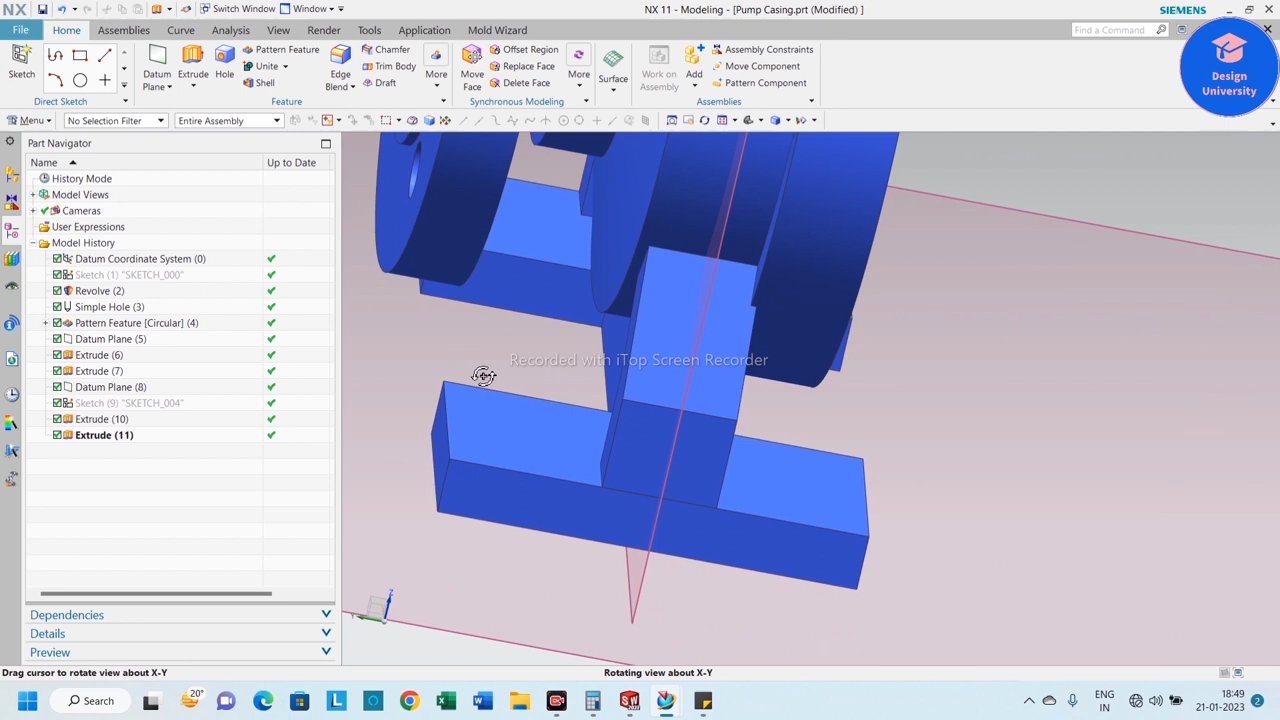 NX Switch Window Window NX 11 - Modeling - [Pump Casing.prt (Modified) ] SIEMENS
File Home Assemblies Curve Analysis View Render Tools Application Mold Wizard Find a Command
Sketch Datum Plane Extrude Hole Pattern Feature Unite Shell Edge Blend Chamfer Trim Body Draft More Move Face Offset Region Replace Face Delete Face More Surface Work on Assembly Add Assembly Constraints Move Component Pattern Component
Direct Sketch Feature Synchronous Modeling Assemblies
Design University
Menu No Selection Filter Entire Assembly
Part Navigator
Name Up to Date
History Mode
Model Views
Cameras
User Expressions
Model History
Datum Coordinate System (0)
Sketch (1) "SKETCH_000"
Revolve (2)
Simple Hole (3)
Pattern Feature [Circular] (4)
Datum Plane (5)
Extrude (6)
Extrude (7)
Datum Plane (8)
Sketch (9) "SKETCH_004"
Extrude (10)
Extrude (11)
Recorded with iTop Screen Recorder
Z
Dependencies
Details
Preview
Drag cursor to rotate view about X-Y Rotating view about X-Y
Search 20° ENG IN 18:49 21-01-2023 2